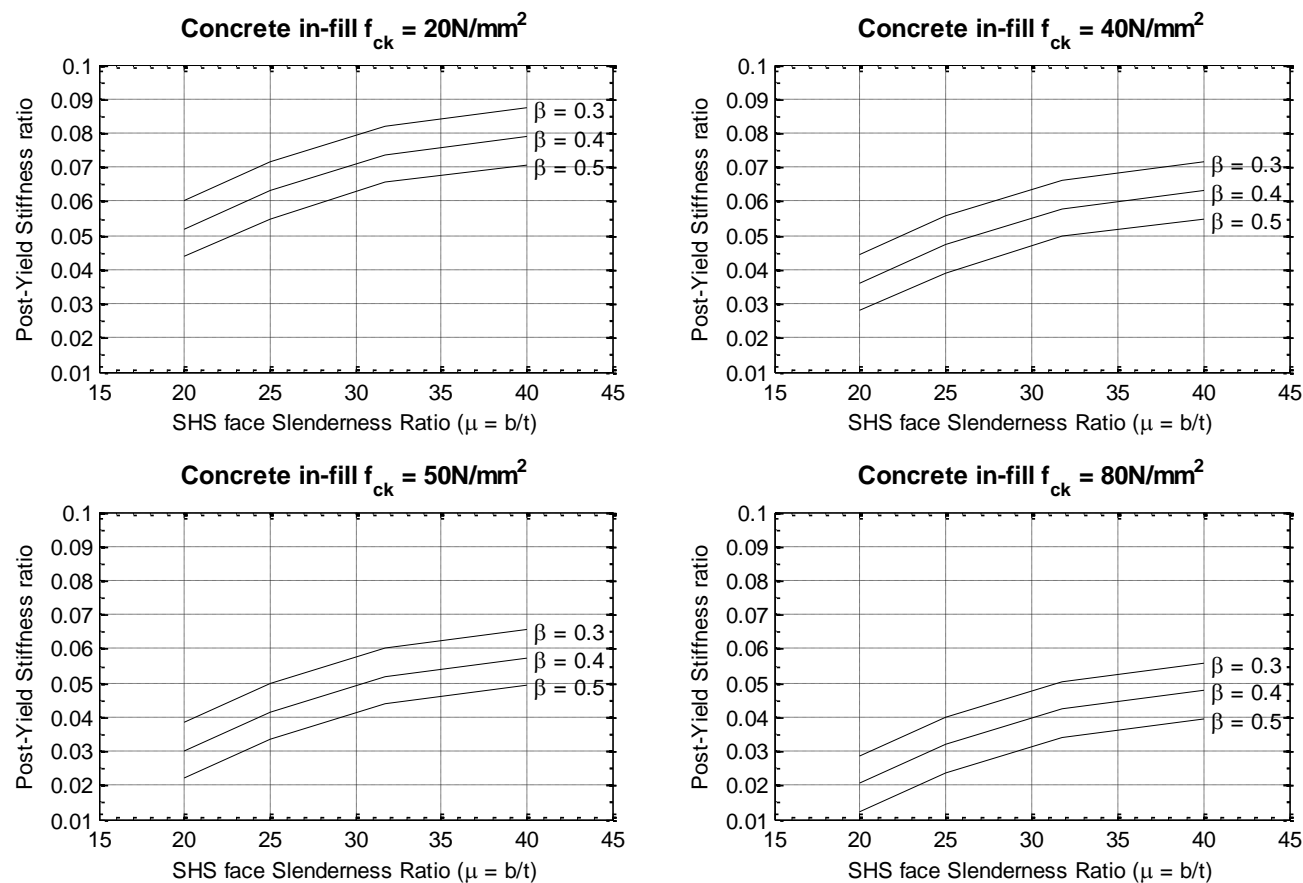 Concrete in-fill f_ck = 20N/mm²
0.1
0.09
0.08
0.07
0.06
0.05
0.04
0.03
0.02
0.01
β = 0.3
β = 0.4
β = 0.5
15 20 25 30 35 40 45
SHS face Slenderness Ratio (μ = b/t)
Post-Yield Stiffness ratio
Concrete in-fill f_ck = 40N/mm²
0.1
0.09
0.08
0.07
0.06
0.05
0.04
0.03
0.02
0.01
β = 0.3
β = 0.4
β = 0.5
15 20 25 30 35 40 45
SHS face Slenderness Ratio (μ = b/t)
Post-Yield Stiffness ratio
Concrete in-fill f_ck = 50N/mm²
0.1
0.09
0.08
0.07
0.06
0.05
0.04
0.03
0.02
0.01
β = 0.3
β = 0.4
β = 0.5
15 20 25 30 35 40 45
SHS face Slenderness Ratio (μ = b/t)
Post-Yield Stiffness ratio
Concrete in-fill f_ck = 80N/mm²
0.1
0.09
0.08
0.07
0.06
0.05
0.04
0.03
0.02
0.01
β = 0.3
β = 0.4
β = 0.5
15 20 25 30 35 40 45
SHS face Slenderness Ratio (μ = b/t)
Post-Yield Stiffness ratio